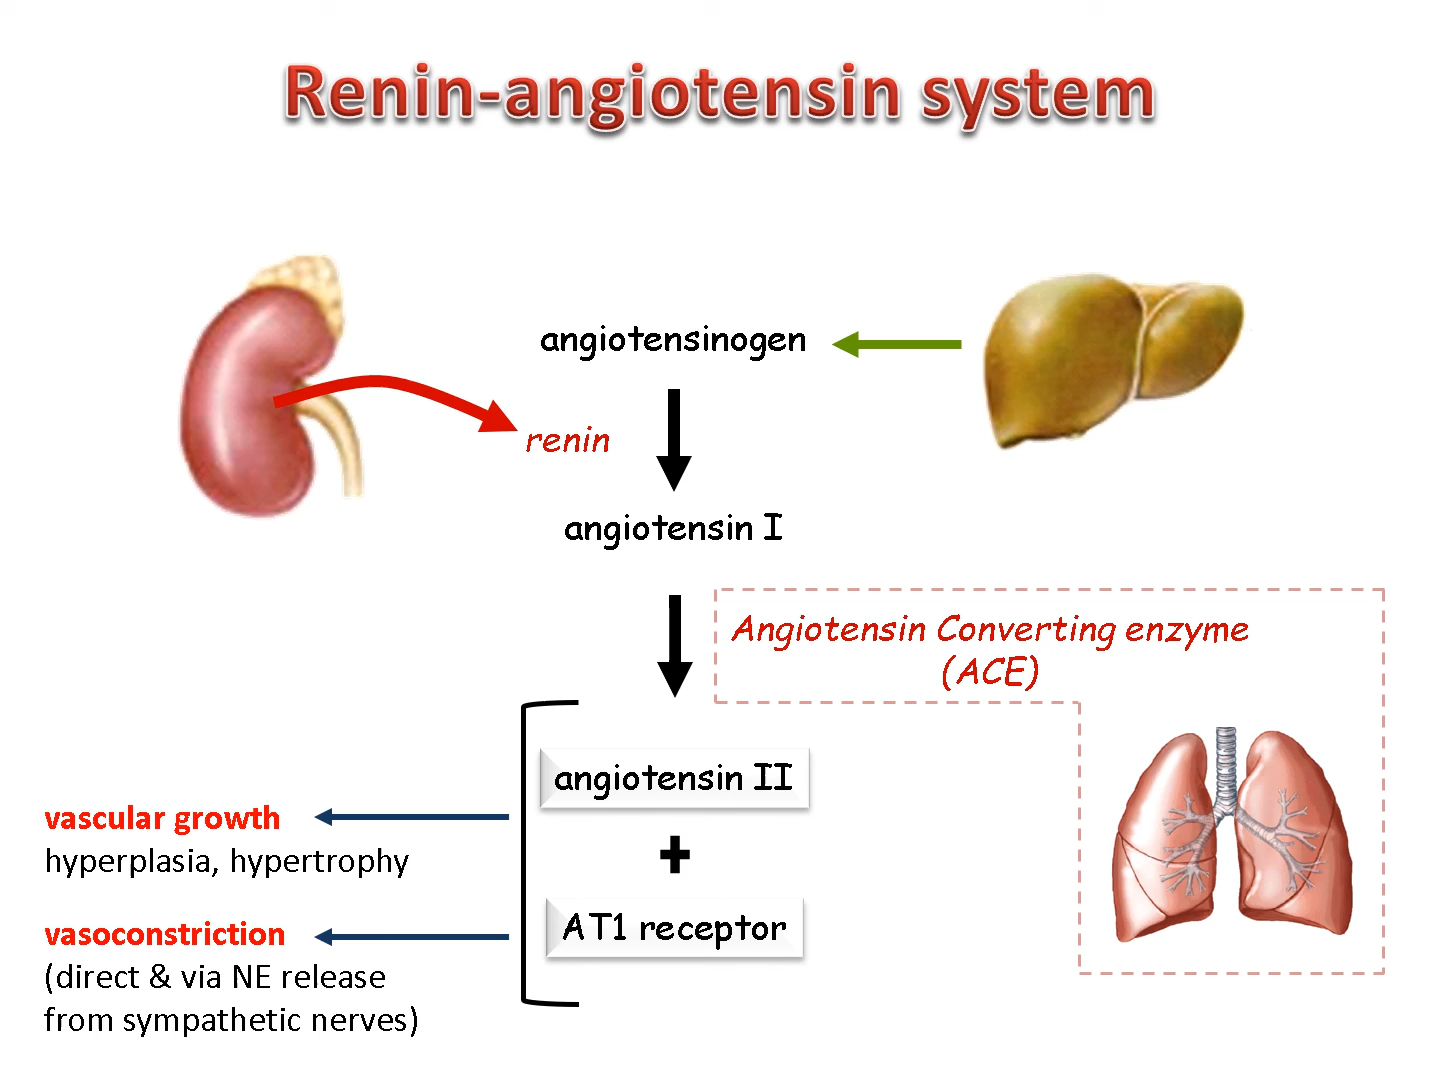 Renin-angiotensin system
angiotensinogen
renin
angiotensin I
Angiotensin Converting enzyme
(ACE)
angiotensin II
+
AT1 receptor
vascular growth
hyperplasia, hypertrophy
vasoconstriction
(direct & via NE release
from sympathetic nerves)